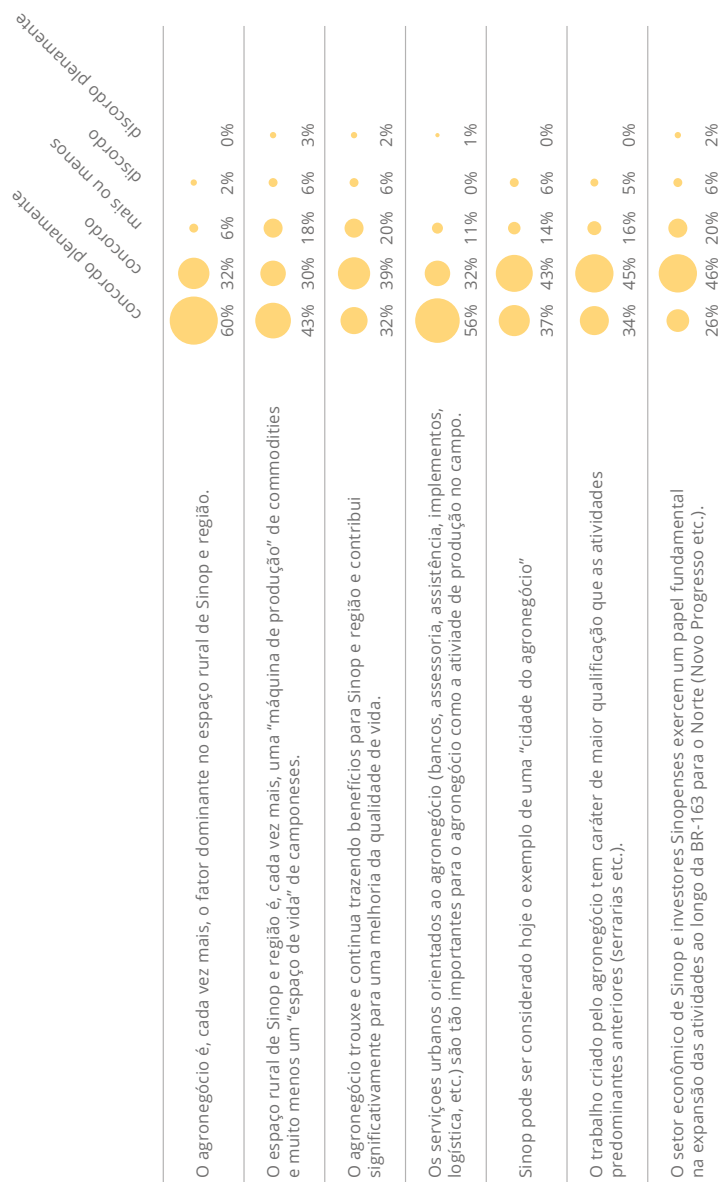 concordo plenamente
concordo
mais ou menos
discordo
discordo plenamente
O agronegócio é, cada vez mais, o fator dominante no espaço rural de Sinop e região.
60% 32% 6% 2% 0%
O espaço rural de Sinop e região é, cada vez mais, uma “máquina de produção” de commodities
e muito menos um “espaço de vida” de camponeses.
43% 30% 18% 6% 3%
O agronegócio trouxe e continua trazendo benefícios para Sinop e região e contribui
significativamente para uma melhoria da qualidade de vida.
32% 39% 20% 6% 2%
Os serviçoes urbanos orientados ao agronegócio (bancos, assessoria, assistência, implementos,
logística, etc.) são tão importantes para o agronegócio como a ativiade de produção no campo.
56% 32% 11% 0% 1%
Sinop pode ser considerado hoje o exemplo de uma “cidade do agronegócio”
37% 43% 14% 6% 0%
O trabalho criado pelo agronegócio tem caráter de maior qualificação que as atividades
predominantes anteriores (serrarias etc.).
34% 45% 16% 5% 0%
O setor econômico de Sinop e investores Sinopenses exercem um papel fundamental
na expansão das atividades ao longo da BR-163 para o Norte (Novo Progresso etc.).
26% 46% 20% 6% 2%